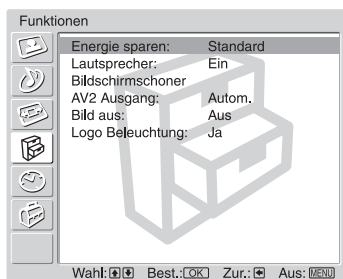 Funktionen
Energie sparen: Standard
Lautsprecher: Ein
Bildschirmschoner
AV2 Ausgang: Autom.
Bild aus: Aus
Logo Beleuchtung: Ja
Wahl: Best.: OK Zur.: Aus: MENU